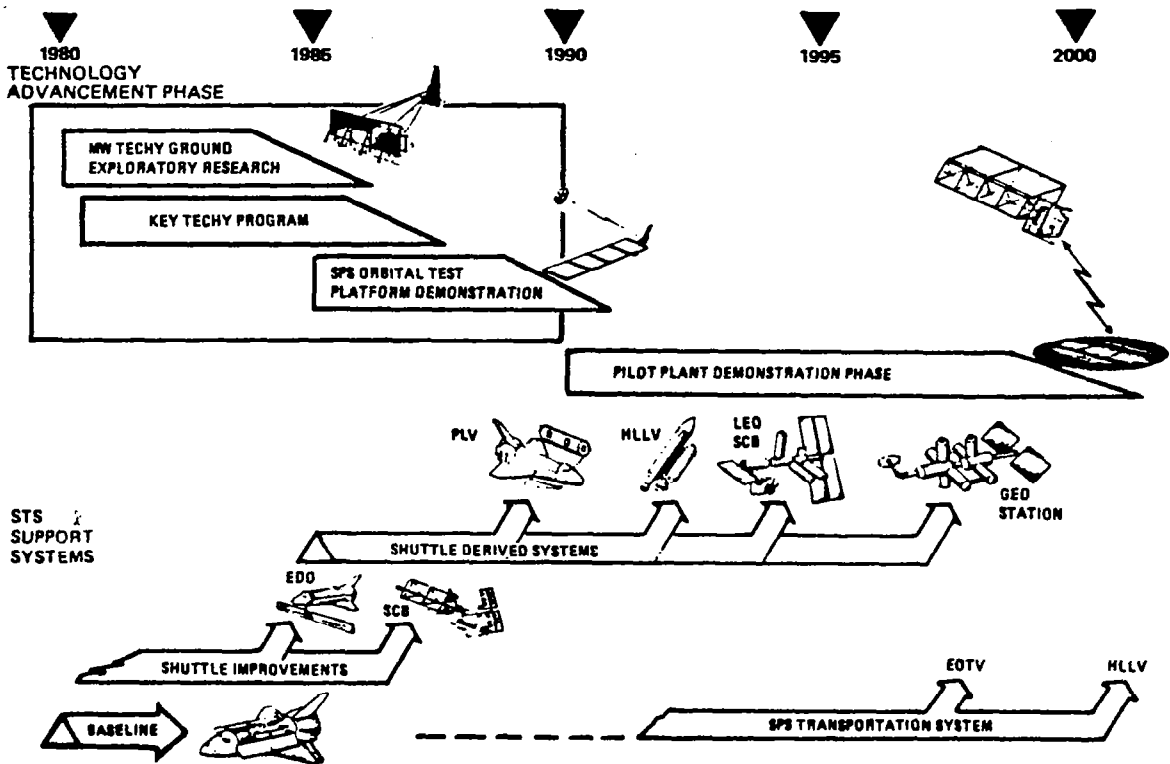 1980
1985
1990
1995
2000
TECHNOLOGY
ADVANCEMENT PHASE
MW TECHY GROUND
EXPLORATORY RESEARCH
KEY TECHY PROGRAM
SPS ORBITAL TEST
PLATFORM DEMONSTRATION
PILOT PLANT DEMONSTRATION PHASE
PLV
HLLV
LEO
SCB
GEO
STATION
STS
SUPPORT
SYSTEMS
SHUTTLE DERIVED SYSTEMS
EDO
SCB
SHUTTLE IMPROVEMENTS
EOTV
HLLV
BASELINE
SPS TRANSPORTATION SYSTEM